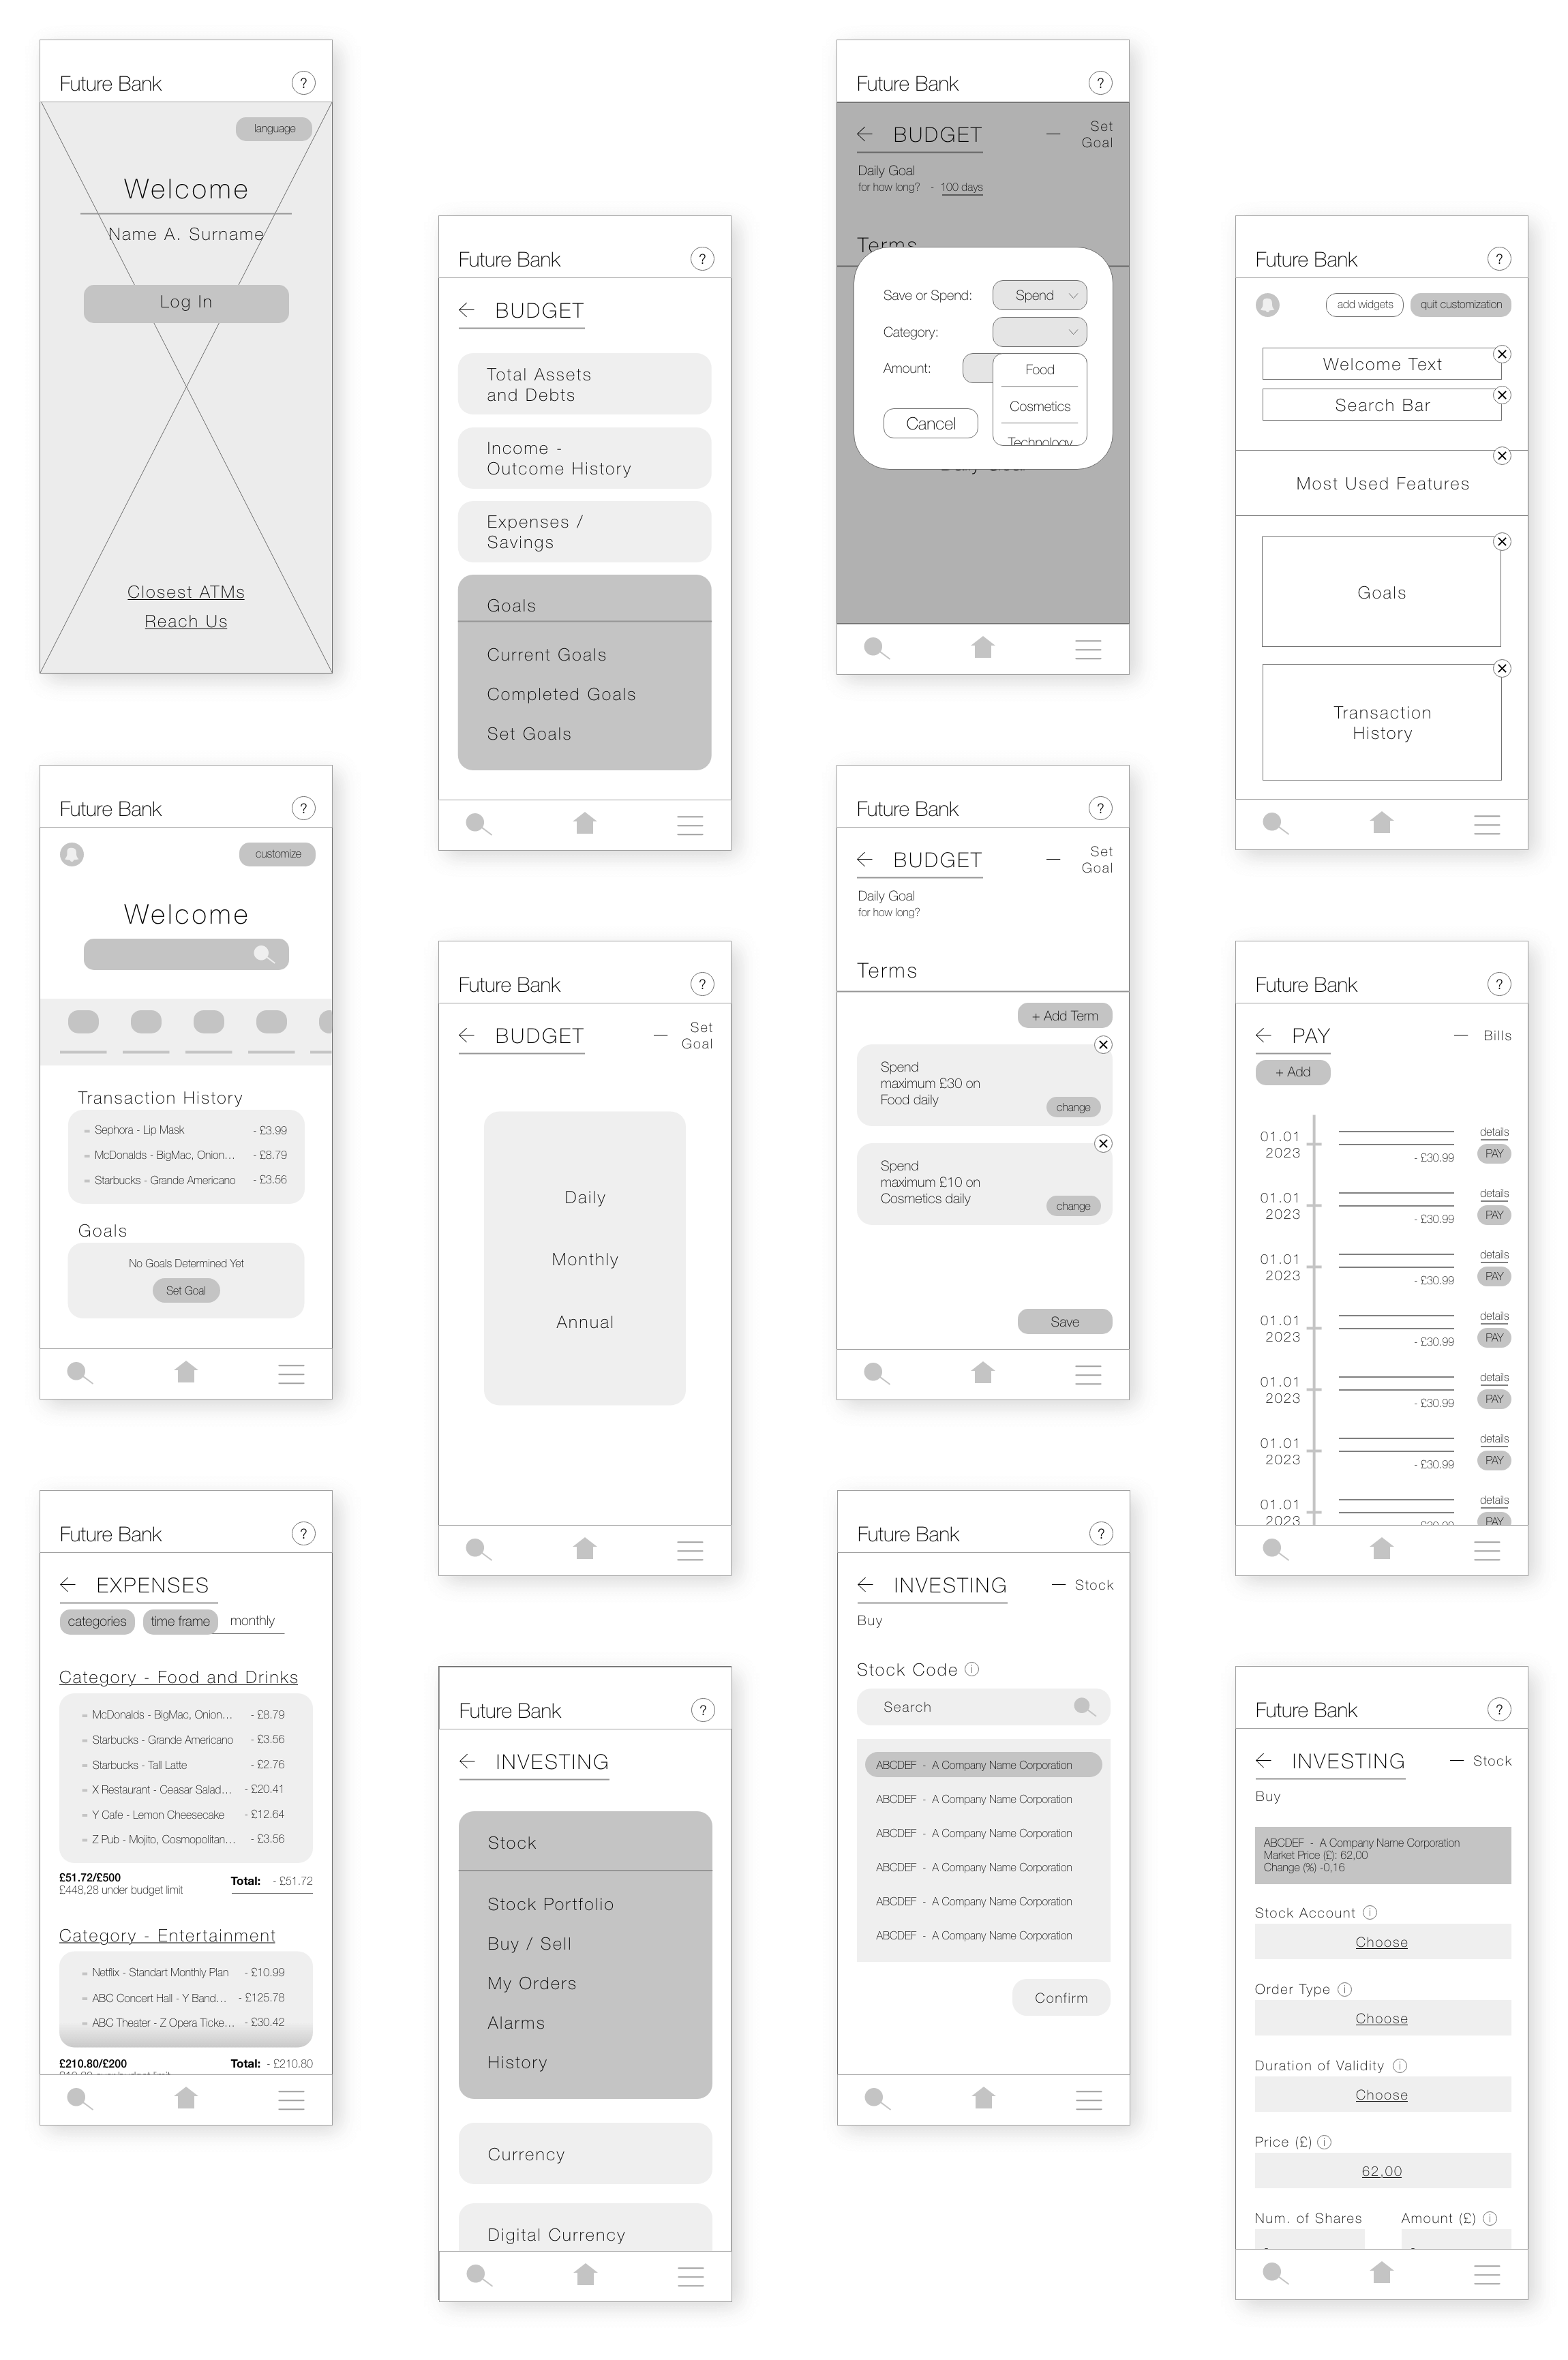 Future Bank
?
language
Welcome
Name A. Surname
Log In
Closest ATMs
Reach Us
Future Bank
?
customize
Welcome
Transaction History
Sephora - Lip Mask - £3.99
McDonalds - BigMac, Onion... - £8.79
Starbucks - Grande Americano - £3.56
Goals
No Goals Determined Yet
Set Goal
Future Bank
?
EXPENSES
categories time frame monthly
Category - Food and Drinks
McDonalds - BigMac, Onion... - £8.79
Starbucks - Grande Americano - £3.56
Starbucks - Tall Latte - £2.76
X Restaurant - Ceasar Salad... - £20.41
Y Cafe - Lemon Cheesecake - £12.64
Z Pub - Mojito, Cosmopolitan... - £3.56
£51.72/£500 Total: - £51.72
£448,28 under budget limit
Category - Entertainment
Netflix - Standart Monthly Plan - £10.99
ABC Concert Hall - Y Band... - £125.78
ABC Theater - Z Opera Ticke... - £30.42
£210.80/£200 Total: - £210.80
Future Bank
?
BUDGET
Total Assets
and Debts
Income -
Outcome History
Expenses /
Savings
Goals
Current Goals
Completed Goals
Set Goals
Future Bank
?
BUDGET
Set
Goal
Daily
Monthly
Annual
Future Bank
?
INVESTING
Stock
Stock Portfolio
Buy / Sell
My Orders
Alarms
History
Currency
Digital Currency
Future Bank
?
BUDGET
Set
Goal
Daily Goal
for how long? - 100 days
Terms
Save or Spend: Spend
Category:
Amount:
Food
Cosmetics
Technology
Cancel
Daily Goal
Future Bank
?
BUDGET
Set
Goal
Daily Goal
for how long?
Terms
+ Add Term
Spend
maximum £30 on
Food daily
change
Spend
maximum £10 on
Cosmetics daily
change
Save
Future Bank
?
INVESTING
Stock
Buy
Stock Code i
Search
ABCDEF - A Company Name Corporation
ABCDEF - A Company Name Corporation
ABCDEF - A Company Name Corporation
ABCDEF - A Company Name Corporation
ABCDEF - A Company Name Corporation
ABCDEF - A Company Name Corporation
Confirm
Future Bank
?
add widgets quit customization
Welcome Text
Search Bar
Most Used Features
Goals
Transaction
History
Future Bank
?
PAY
Bills
+ Add
01.01
2023
- £30.99
details
PAY
01.01
2023
- £30.99
details
PAY
01.01
2023
- £30.99
details
PAY
01.01
2023
- £30.99
details
PAY
01.01
2023
- £30.99
details
PAY
01.01
2023
- £30.99
details
PAY
01.01
2023
- £30.99
details
PAY
Future Bank
?
INVESTING
Stock
Buy
ABCDEF - A Company Name Corporation
Market Price (£): 62,00
Change (%) -0,16
Stock Account i
Choose
Order Type i
Choose
Duration of Validity i
Choose
Price (£) i
62,00
Num. of Shares Amount (£) i